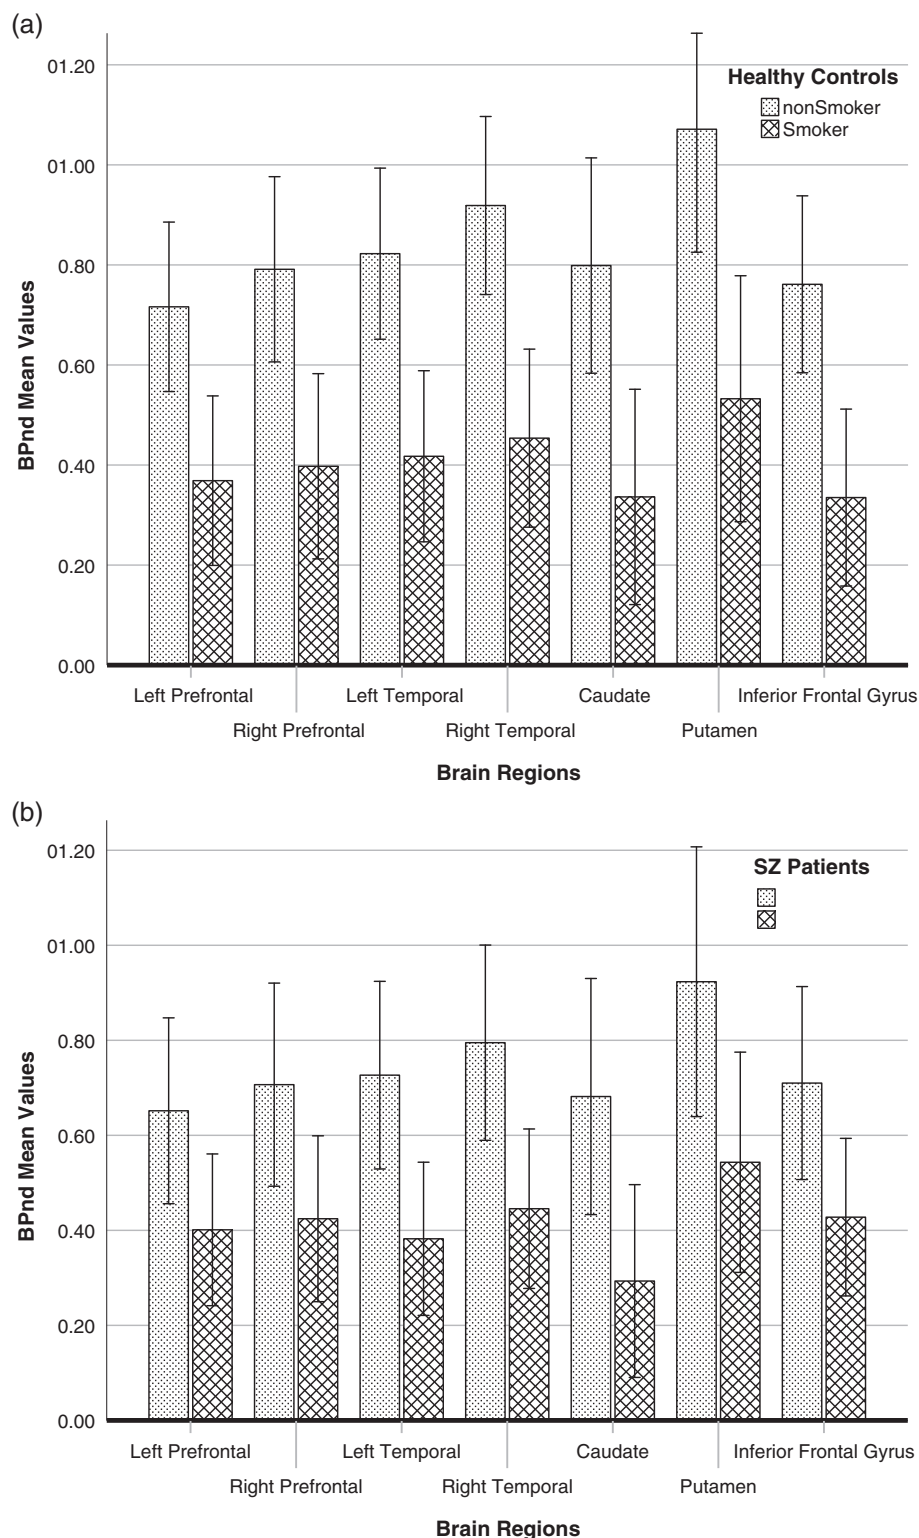 (a)
01.20
01.00
0.80
0.60
0.40
0.20
0.00
BPnd Mean Values
Healthy Controls
nonSmoker
Smoker
Left Prefrontal
Right Prefrontal
Left Temporal
Right Temporal
Caudate
Putamen
Inferior Frontal Gyrus
Brain Regions
(b)
01.20
01.00
0.80
0.60
0.40
0.20
0.00
BPnd Mean Values
SZ Patients
Left Prefrontal
Right Prefrontal
Left Temporal
Right Temporal
Caudate
Putamen
Inferior Frontal Gyrus
Brain Regions